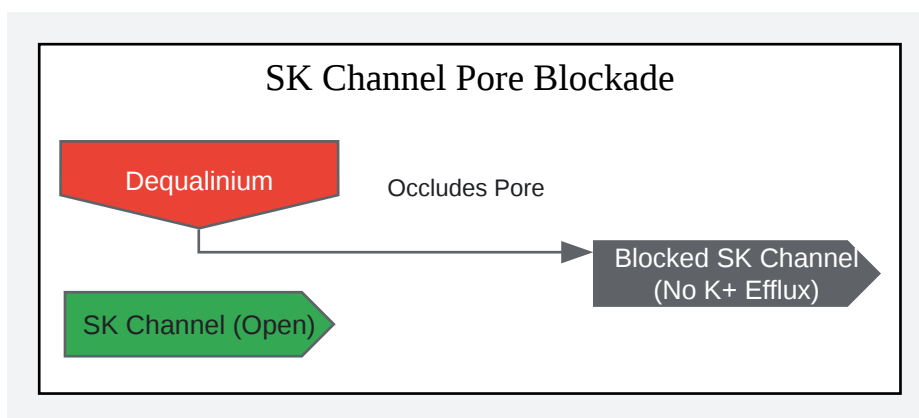 SK Channel Pore Blockade
Dequalinium
Occludes Pore
Blocked SK Channel
(No K+ Efflux)
SK Channel (Open)